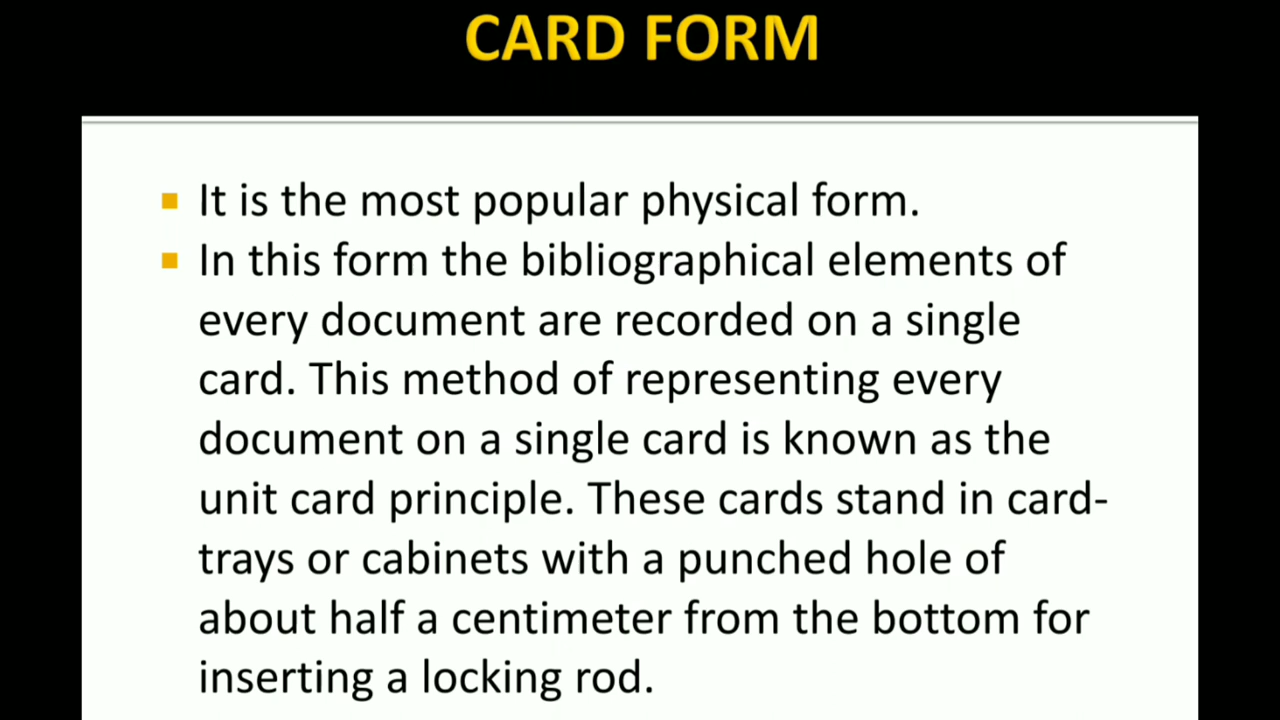 CARD FORM
It is the most popular physical form.
In this form the bibliographical elements of
every document are recorded on a single
card. This method of representing every
document on a single card is known as the
unit card principle. These cards stand in card-
trays or cabinets with a punched hole of
about half a centimeter from the bottom for
inserting a locking rod.